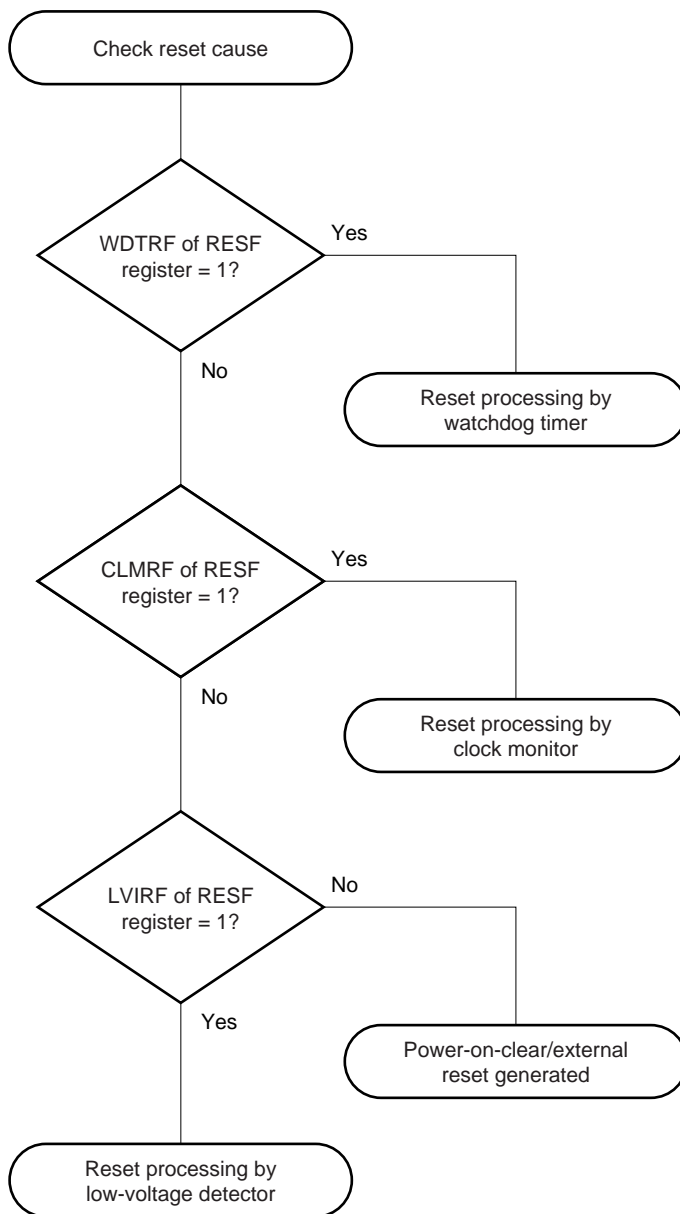 Check reset cause
WDTRF of RESF
register = 1?
Yes
No
Reset processing by
watchdog timer
CLMRF of RESF
register = 1?
Yes
No
Reset processing by
clock monitor
LVIRF of RESF
register = 1?
No
Yes
Power-on-clear/external
reset generated
Reset processing by
low-voltage detector